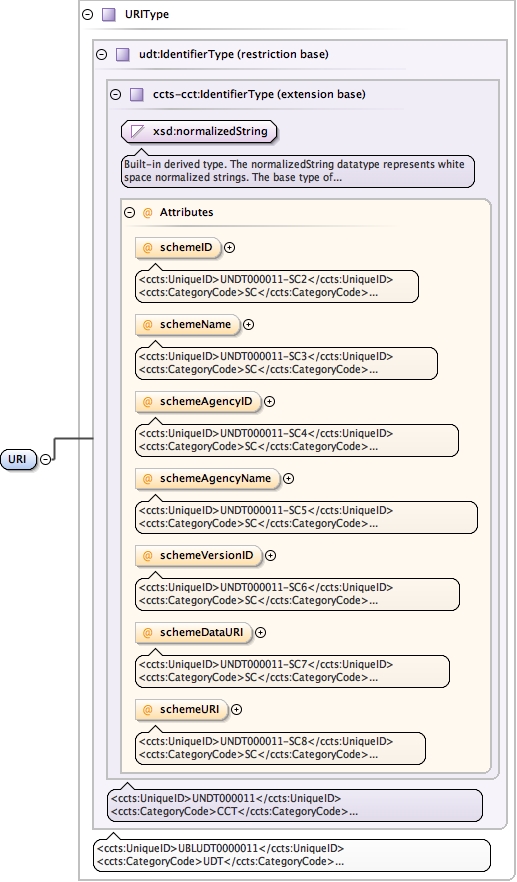 URIType
udt:IdentifierType (restriction base)
ccts-cct:IdentifierType (extension base)
xsd:normalizedString
Built-in derived type. The normalizedString datatype represents white
space normalized strings. The base type of...
@ Attributes
@ schemeID
<ccts:UniqueID>UNDT000011-SC2</ccts:UniqueID>
<ccts:CategoryCode>SC</ccts:CategoryCode>...
@ schemeName
<ccts:UniqueID>UNDT000011-SC3</ccts:UniqueID>
<ccts:CategoryCode>SC</ccts:CategoryCode>...
@ schemeAgencyID
<ccts:UniqueID>UNDT000011-SC4</ccts:UniqueID>
<ccts:CategoryCode>SC</ccts:CategoryCode>...
URI
@ schemeAgencyName
<ccts:UniqueID>UNDT000011-SC5</ccts:UniqueID>
<ccts:CategoryCode>SC</ccts:CategoryCode>...
@ schemeVersionID
<ccts:UniqueID>UNDT000011-SC6</ccts:UniqueID>
<ccts:CategoryCode>SC</ccts:CategoryCode>...
@ schemeDataURI
<ccts:UniqueID>UNDT000011-SC7</ccts:UniqueID>
<ccts:CategoryCode>SC</ccts:CategoryCode>...
@ schemeURI
<ccts:UniqueID>UNDT000011-SC8</ccts:UniqueID>
<ccts:CategoryCode>SC</ccts:CategoryCode>...
<ccts:UniqueID>UNDT000011</ccts:UniqueID>
<ccts:CategoryCode>CCT</ccts:CategoryCode>...
<ccts:UniqueID>UBLUDT0000011</ccts:UniqueID>
<ccts:CategoryCode>UDT</ccts:CategoryCode>...